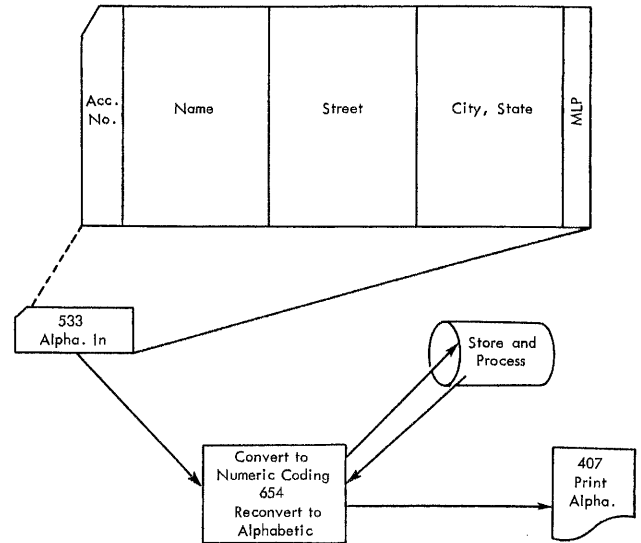 Acc.
No.
Name
Street
City, State
MLP
533
Alpha. In
Store and
Process
Convert to
Numeric Coding
654
Reconvert to
Alphabetic
407
Print
Alpha.